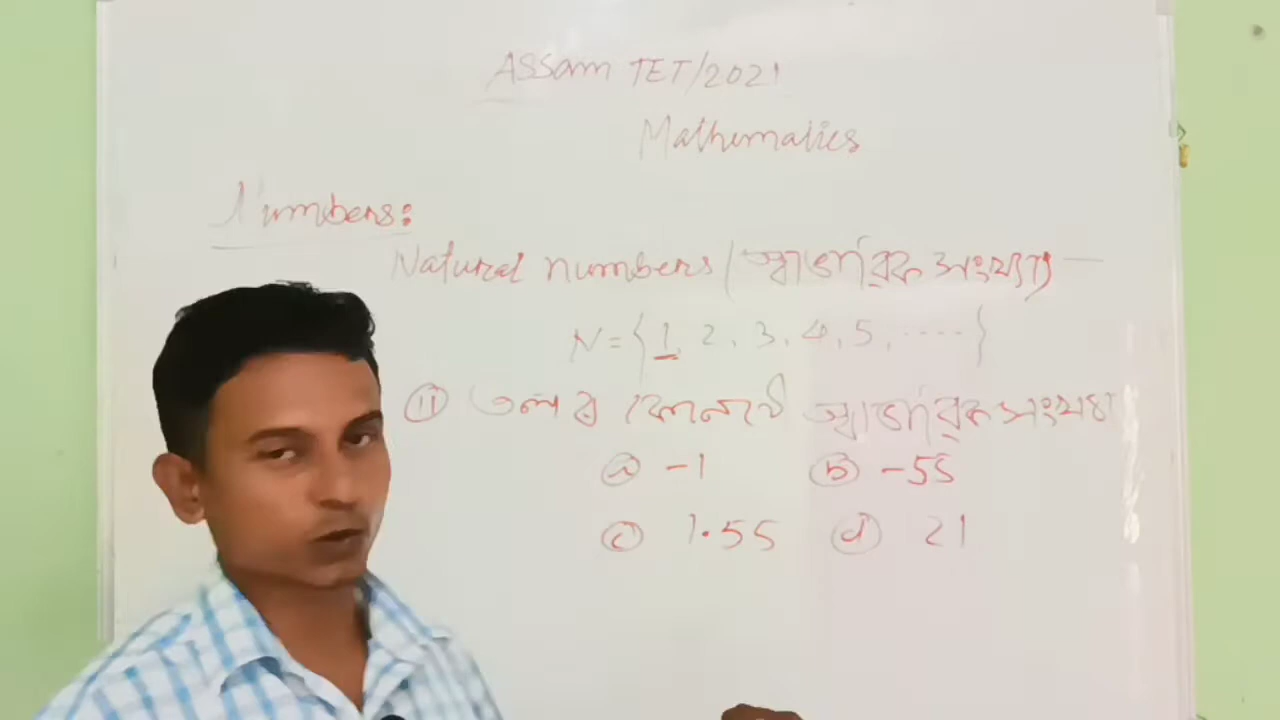 Assam TET/2021
Mathematics
Numbers:
Natural numbers / স্বাভাৱিক সংখ্যা —
N = {1, 2, 3, 4, 5, ......}
(ii) তলৰ কোনটো স্বাভাৱিক সংখ্যা
(a) -1 (b) -55
(c) 1.55 (d) 21